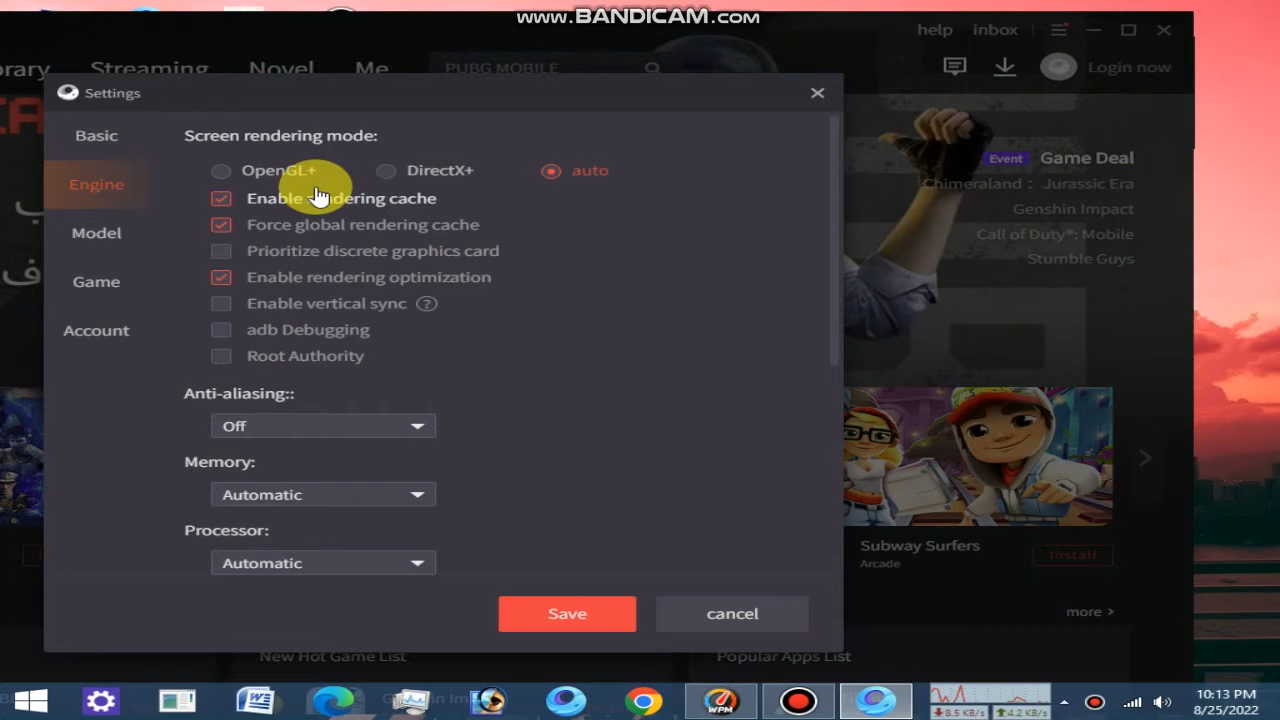 www.BANDICAM.com
help inbox
Streaming Novel Me PUBG MOBILE Login now
Settings
Basic
Engine
Model
Game
Account
Screen rendering mode:
OpenGL+ DirectX+ auto
Enable rendering cache
Force global rendering cache
Prioritize discrete graphics card
Enable rendering optimization
Enable vertical sync ?
adb Debugging
Root Authority
Anti-aliasing::
Off
Memory:
Automatic
Processor:
Automatic
Save cancel
Event Game Deal
Chimeraland : Jurassic Era
Genshin Impact
Call of Duty®: Mobile
Stumble Guys
Subway Surfers
Arcade
Install
more >
New Hot Game List Popular Apps List
WPM
8.5 KB/s 4.2 KB/s
10:13 PM
8/25/2022